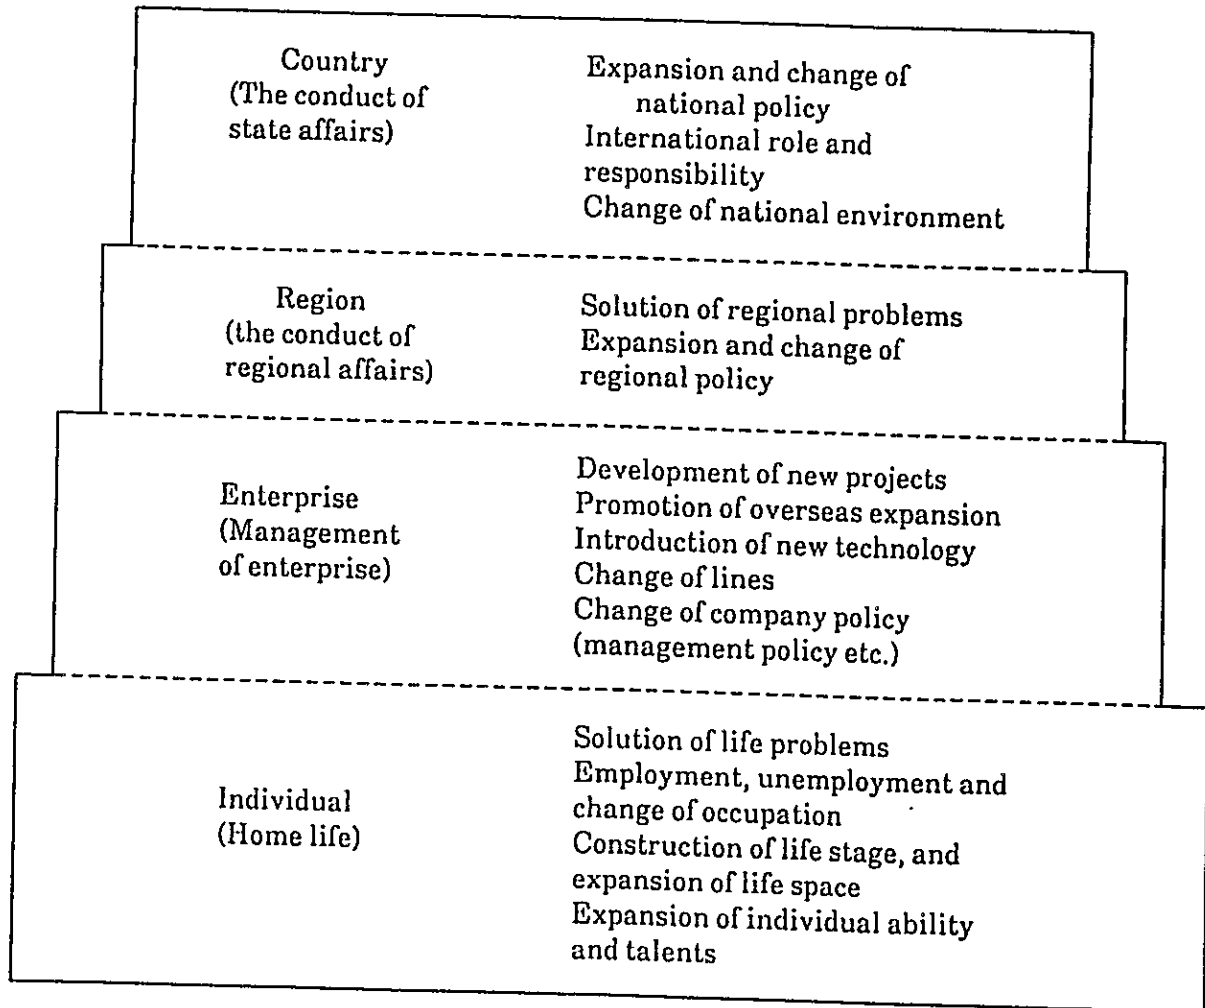 Country
(The conduct of
state affairs)
Expansion and change of
national policy
International role and
responsibility
Change of national environment
Region
(the conduct of
regional affairs)
Solution of regional problems
Expansion and change of
regional policy
Enterprise
(Management
of enterprise)
Development of new projects
Promotion of overseas expansion
Introduction of new technology
Change of lines
Change of company policy
(management policy etc.)
Individual
(Home life)
Solution of life problems
Employment, unemployment and
change of occupation
Construction of life stage, and
expansion of life space
Expansion of individual ability
and talents